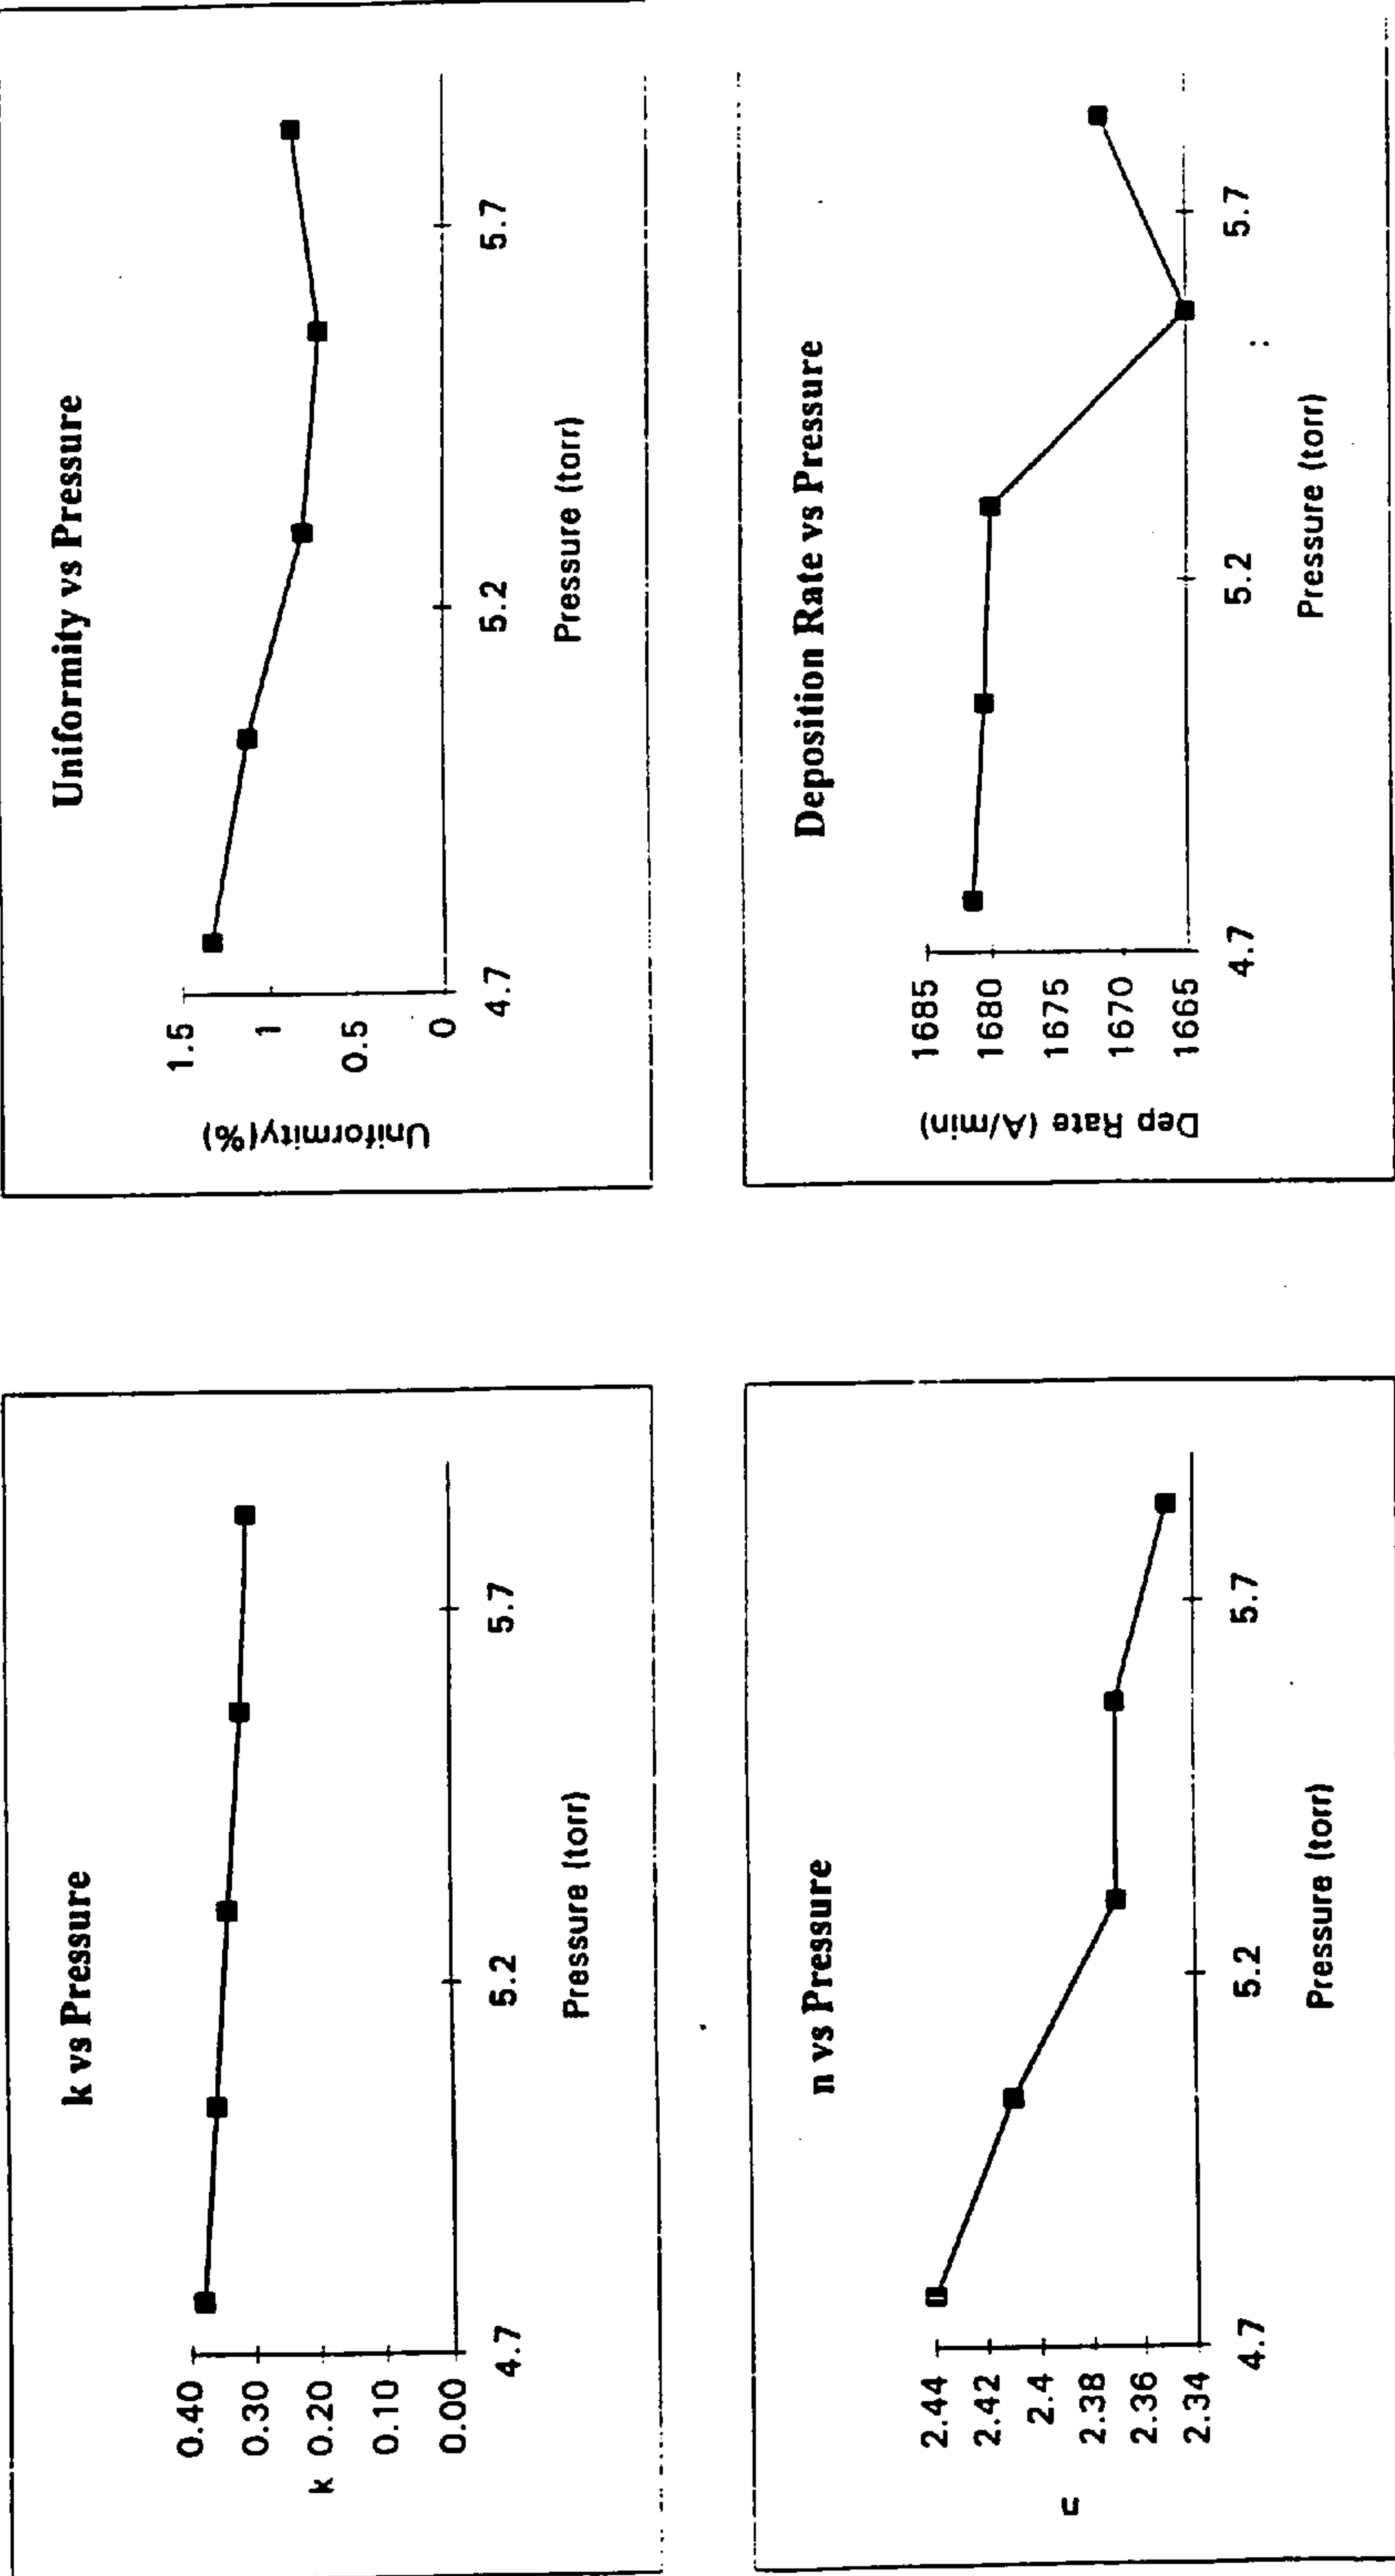 k vs Pressure
0.40
0.30
k 0.20
0.10
0.00
4.7 5.2 5.7
Pressure (torr)
Uniformity vs Pressure
Uniformity(%)
1.5
1
0.5
0
4.7 5.2 5.7
Pressure (torr)
n vs Pressure
2.44
2.42
n 2.4
2.38
2.36
2.34
4.7 5.2 5.7
Pressure (torr)
Deposition Rate vs Pressure
Dep Rate (A/min)
1685
1680
1675
1670
1665
4.7 5.2 5.7
Pressure (torr)